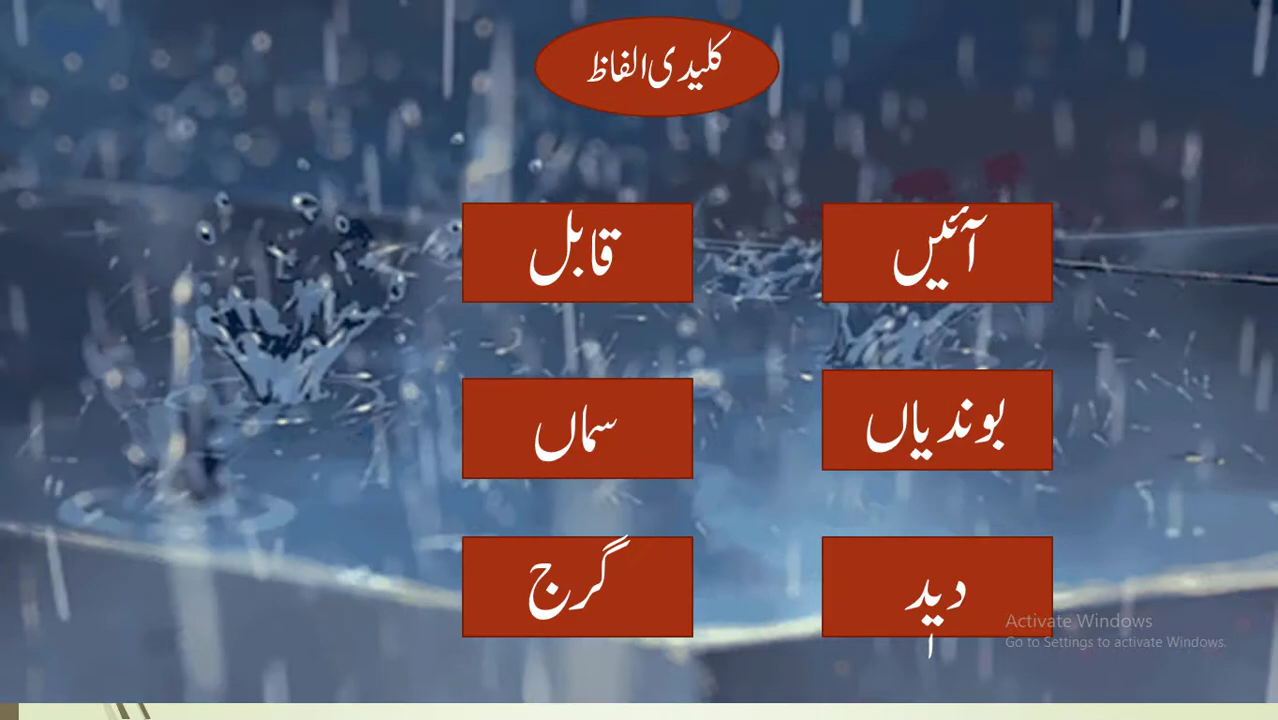 کلیدی الفاظ
آئیں
قابل
بوندیاں
سماں
دید
ا
گرج
Activate Windows
Go to Settings to activate Windows.